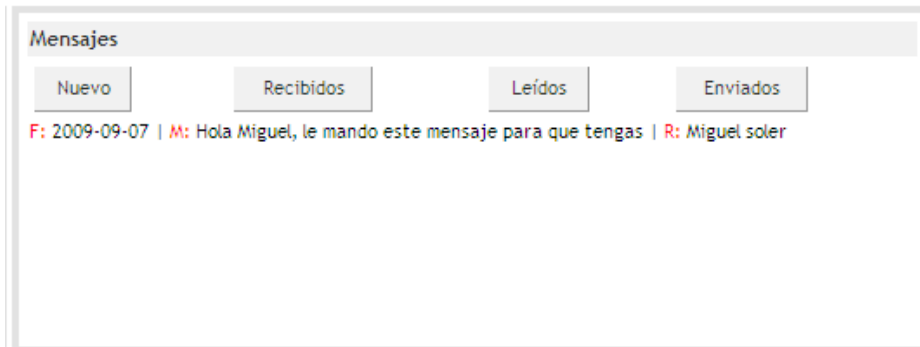 Mensajes
Nuevo Recibidos Leídos Enviados
F: 2009-09-07 | M: Hola Miguel, le mando este mensaje para que tengas | R: Miguel soler